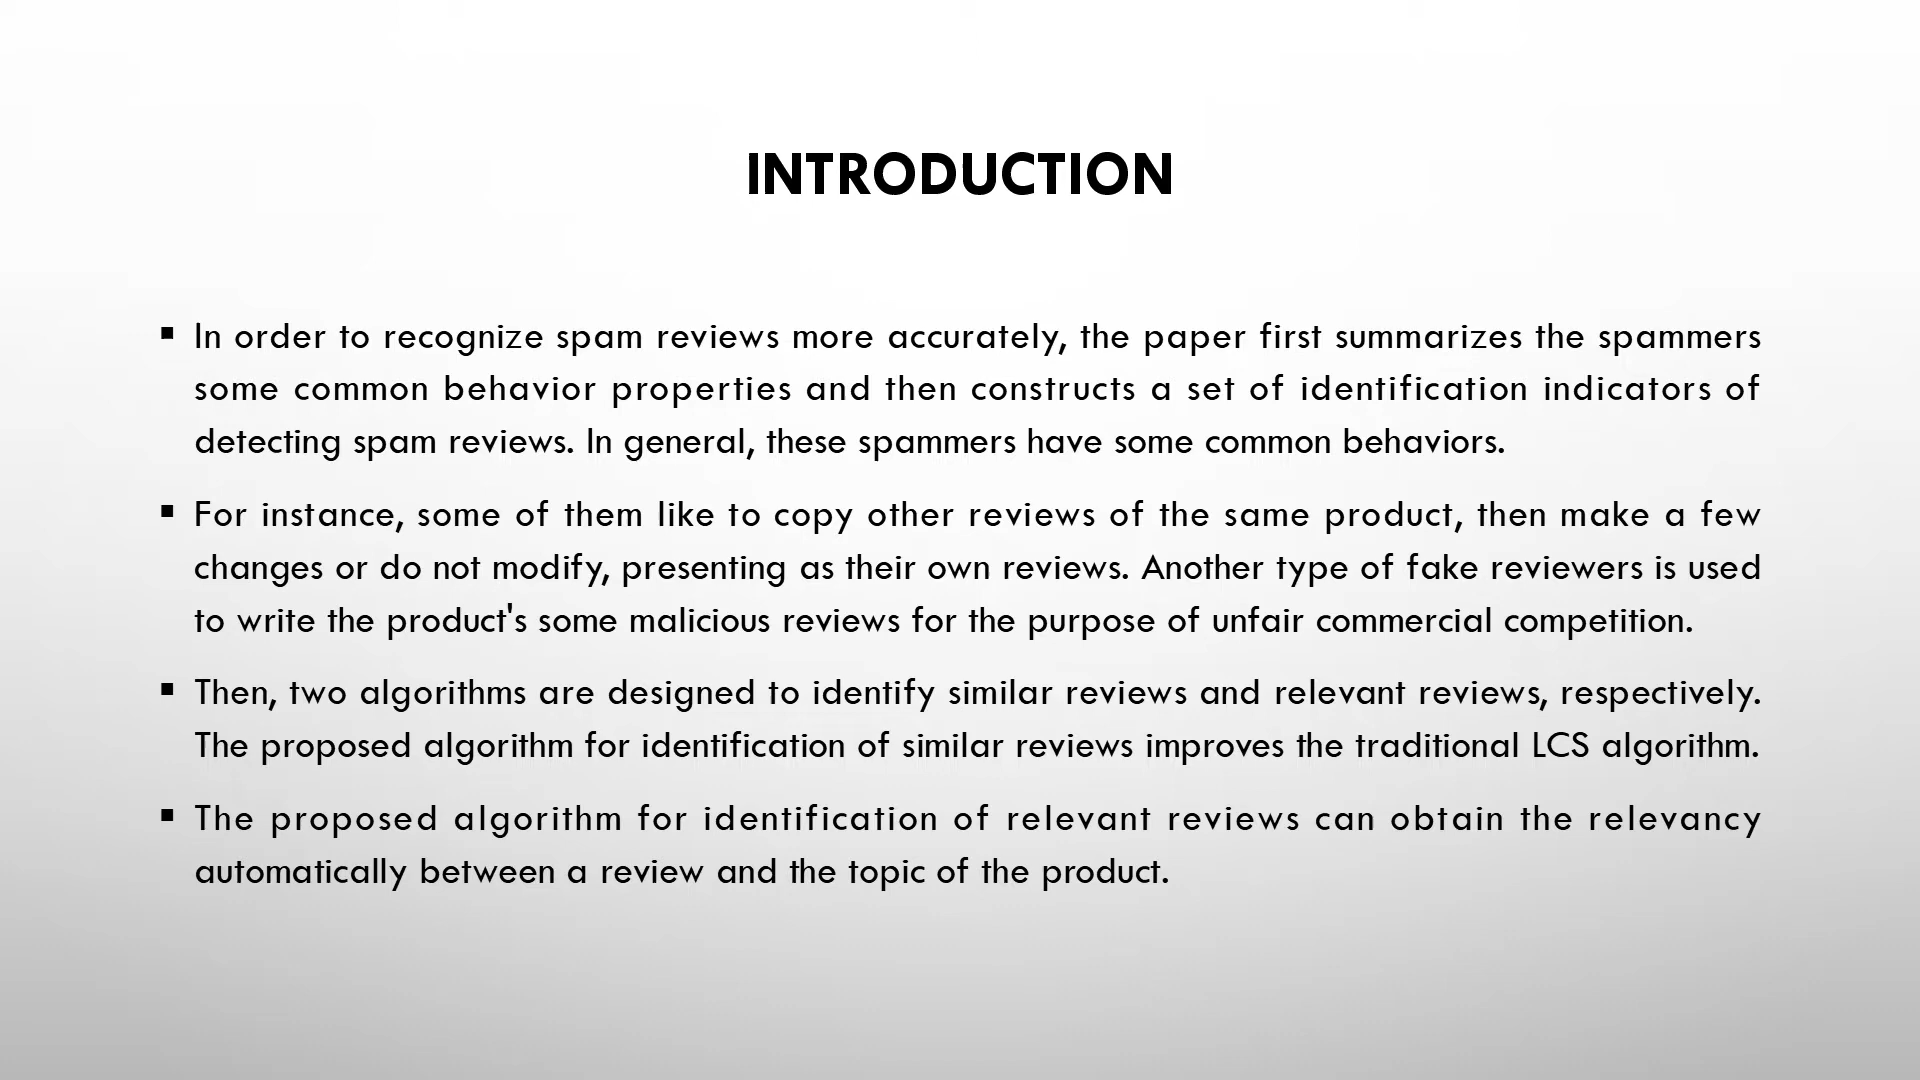 INTRODUCTION
▪ In order to recognize spam reviews more accurately, the paper first summarizes the spammers
some common behavior properties and then constructs a set of identification indicators of
detecting spam reviews. In general, these spammers have some common behaviors.
▪ For instance, some of them like to copy other reviews of the same product, then make a few
changes or do not modify, presenting as their own reviews. Another type of fake reviewers is used
to write the product's some malicious reviews for the purpose of unfair commercial competition.
▪ Then, two algorithms are designed to identify similar reviews and relevant reviews, respectively.
The proposed algorithm for identification of similar reviews improves the traditional LCS algorithm.
▪ The proposed algorithm for identification of relevant reviews can obtain the relevancy
automatically between a review and the topic of the product.